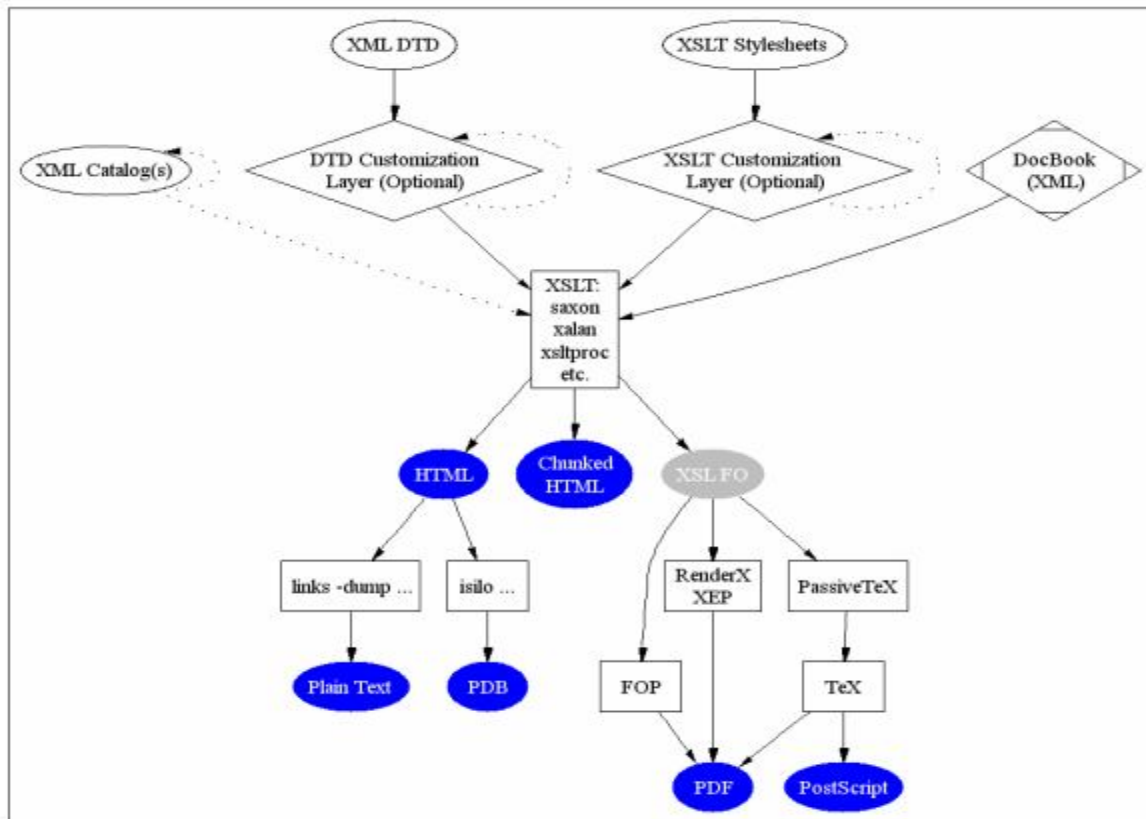 XML DTD
XSLT Stylesheets
XML Catalog(s)
DTD Customization
Layer (Optional)
XSLT Customization
Layer (Optional)
DocBook
(XML)
XSLT:
saxon
xalan
xsltproc
etc.
HTML
Chunked
HTML
XSL FO
links -dump ...
isilo ...
RenderX
XEP
PassiveTeX
Plain Text
PDB
FOP
TeX
PDF
PostScript